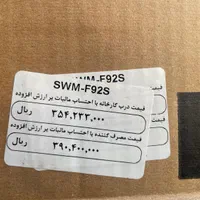 SWM-F92S
SWM-F92S
قیمت درب کارخانه با احتساب مالیات بر ارزش افزوده
۳۵۴,۲۳۳,۰۰۰ ریال
قیمت مصرف کننده با احتساب مالیات بر ارزش افزوده
۳۹۰,۴۰۰,۰۰۰ ریال